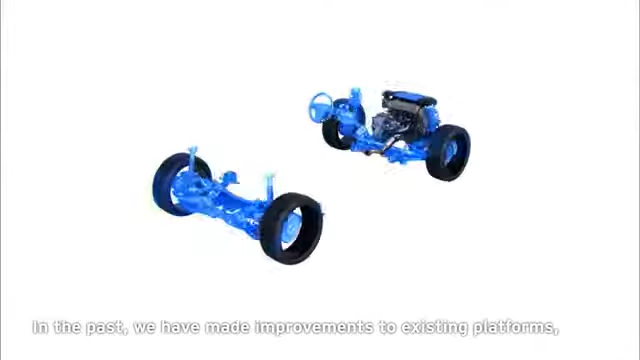 In the past, we have made improvements to existing platforms,